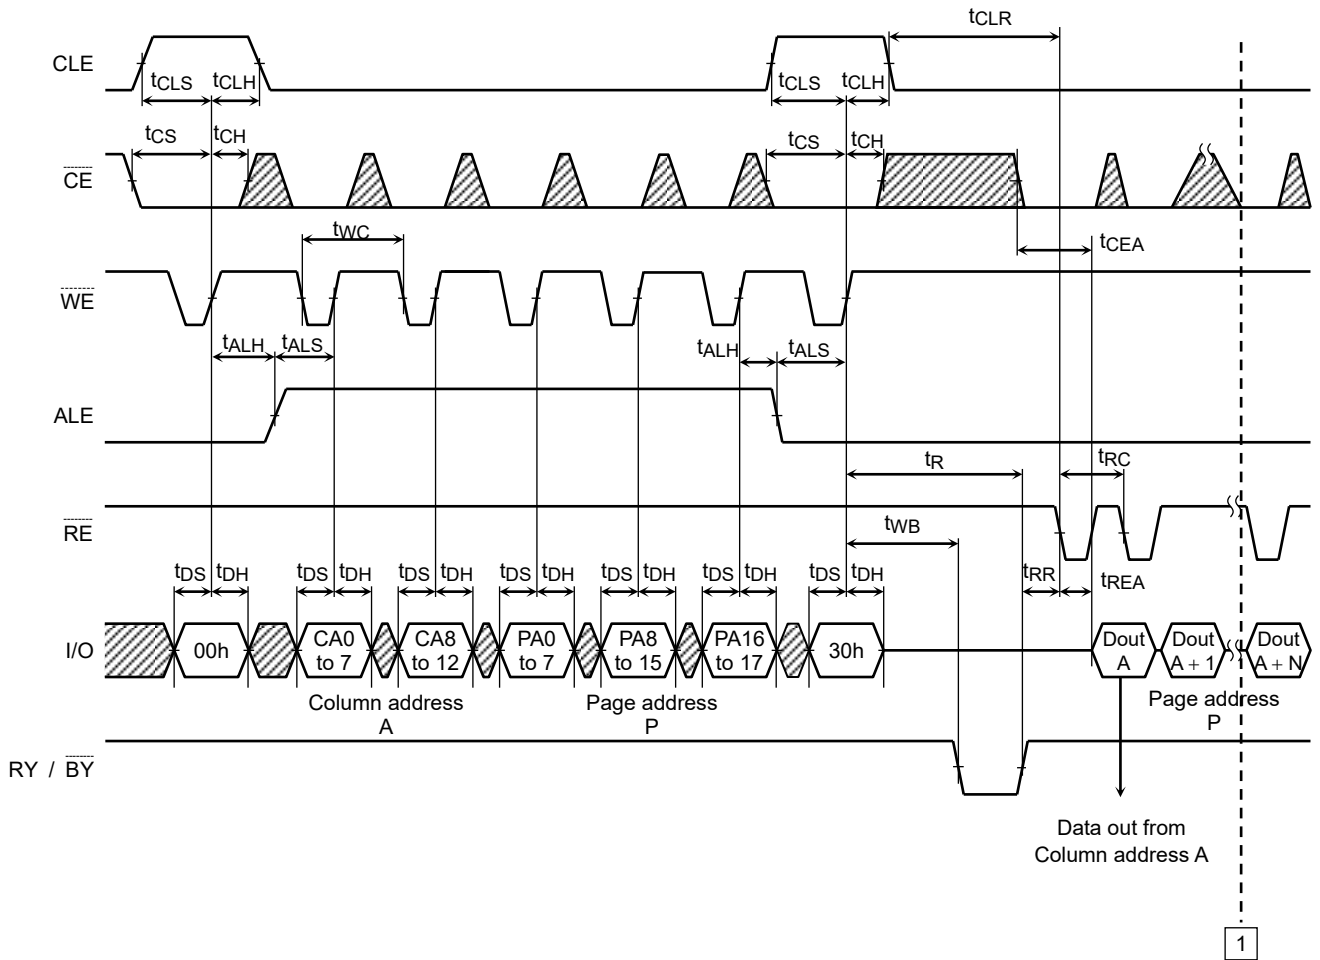 tCLR
CLE
tCLS tCLH tCLS tCLH
tCS tCH tCS tCH
CE
tWC
tCEA
WE
tALH tALS tALH tALS
ALE
tR tRC
RE
tWB
tDS tDH tDS tDH tDS tDH tDS tDH tDS tDH tDS tDH tDS tDH tRR tREA
I/O
00h
CA0
to 7
CA8
to 12
PA0
to 7
PA8
to 15
PA16
to 17
30h
Dout
A
Dout
A + 1
Dout
A + N
Column address
A
Page address
P
Page address
P
RY / BY
Data out from
Column address A
1